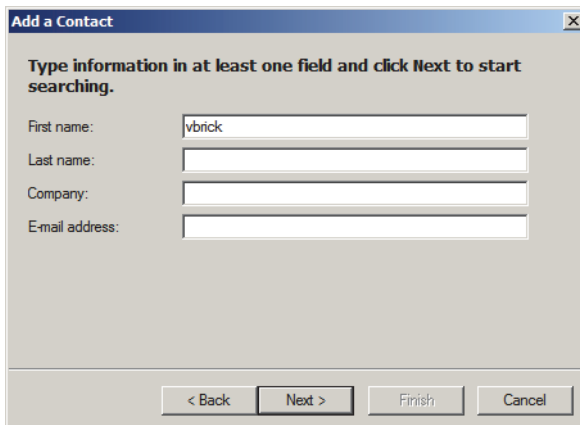 Add a Contact
Type information in at least one field and click Next to start
searching.
First name: vbrick
Last name:
Company:
E-mail address:
< Back Next > Finish Cancel